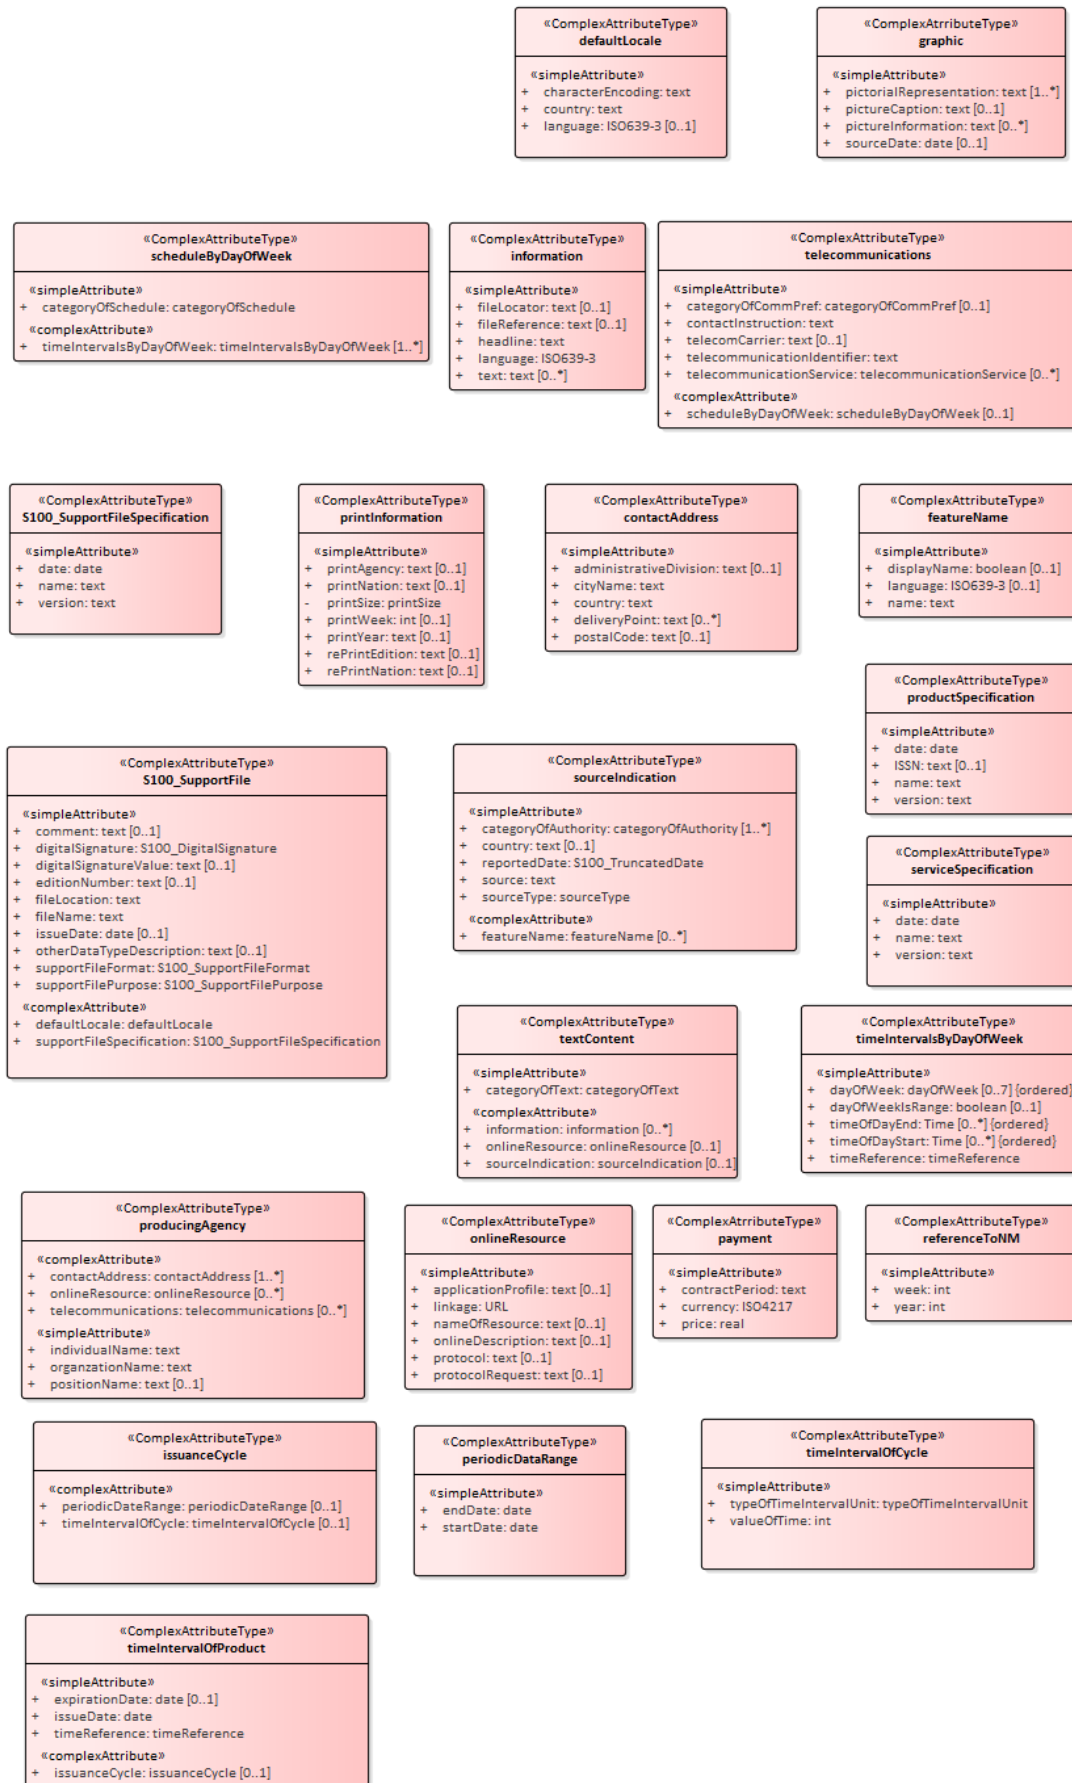 «ComplexAttributeType»
defaultLocale
«simpleAttribute»
+ characterEncoding: text
+ country: text
+ language: ISO639-3 [0..1]
«ComplexAttributeType»
graphic
«simpleAttribute»
+ pictorialRepresentation: text [1..*]
+ pictureCaption: text [0..1]
+ pictureInformation: text [0..*]
+ sourceDate: date [0..1]
«ComplexAttributeType»
scheduleByDayOfWeek
«simpleAttribute»
+ categoryOfSchedule: categoryOfSchedule
«complexAttribute»
+ timeIntervalsByDayOfWeek: timeIntervalsByDayOfWeek [1..*]
«ComplexAttributeType»
information
«simpleAttribute»
+ fileLocator: text [0..1]
+ fileReference: text [0..1]
+ headline: text
+ language: ISO639-3
+ text: text [0..*]
«ComplexAttributeType»
telecommunications
«simpleAttribute»
+ categoryOfCommPref: categoryOfCommPref [0..1]
+ contactInstruction: text
+ telecomCarrier: text [0..1]
+ telecommunicationIdentifier: text
+ telecommunicationService: telecommunicationService [0..*]
«complexAttribute»
+ scheduleByDayOfWeek: scheduleByDayOfWeek [0..1]
«ComplexAttributeType»
S100_SupportFileSpecification
«simpleAttribute»
+ date: date
+ name: text
+ version: text
«ComplexAttributeType»
printInformation
«simpleAttribute»
+ printAgency: text [0..1]
+ printNation: text [0..1]
- printSize: printSize
+ printWeek: int [0..1]
+ printYear: text [0..1]
+ rePrintEdition: text [0..1]
+ rePrintNation: text [0..1]
«ComplexAttributeType»
contactAddress
«simpleAttribute»
+ administrativeDivision: text [0..1]
+ cityName: text
+ country: text
+ deliveryPoint: text [0..*]
+ postalCode: text [0..1]
«ComplexAttributeType»
featureName
«simpleAttribute»
+ displayName: boolean [0..1]
+ language: ISO639-3 [0..1]
+ name: text
«ComplexAttributeType»
productSpecification
«simpleAttribute»
+ date: date
+ ISSN: text [0..1]
+ name: text
+ version: text
«ComplexAttributeType»
S100_SupportFile
«simpleAttribute»
+ comment: text [0..1]
+ digitalSignature: S100_DigitalSignature
+ digitalSignatureValue: text [0..1]
+ editionNumber: text [0..1]
+ fileLocation: text
+ fileName: text
+ issueDate: date [0..1]
+ otherDataTypeDescription: text [0..1]
+ supportFileFormat: S100_SupportFileFormat
+ supportFilePurpose: S100_SupportFilePurpose
«complexAttribute»
+ defaultLocale: defaultLocale
+ supportFileSpecification: S100_SupportFileSpecification
«ComplexAttributeType»
sourceIndication
«simpleAttribute»
+ categoryOfAuthority: categoryOfAuthority [1..*]
+ country: text [0..1]
+ reportedDate: S100_TruncatedDate
+ source: text
+ sourceType: sourceType
«complexAttribute»
+ featureName: featureName [0..*]
«ComplexAttributeType»
serviceSpecification
«simpleAttribute»
+ date: date
+ name: text
+ version: text
«ComplexAttributeType»
textContent
«simpleAttribute»
+ categoryOfText: categoryOfText
«complexAttribute»
+ information: information [0..*]
+ onlineResource: onlineResource [0..1]
+ sourceIndication: sourceIndication [0..1]
«ComplexAttributeType»
timeIntervalsByDayOfWeek
«simpleAttribute»
+ dayOfWeek: dayOfWeek [0..7] {ordered}
+ dayOfWeekIsRange: boolean [0..1]
+ timeOfDayEnd: Time [0..*] {ordered}
+ timeOfDayStart: Time [0..*] {ordered}
+ timeReference: timeReference
«ComplexAttributeType»
producingAgency
«complexAttribute»
+ contactAddress: contactAddress [1..*]
+ onlineResource: onlineResource [0..*]
+ telecommunications: telecommunications [0..*]
«simpleAttribute»
+ individualName: text
+ organzationName: text
+ positionName: text [0..1]
«ComplexAttributeType»
onlineResource
«simpleAttribute»
+ applicationProfile: text [0..1]
+ linkage: URL
+ nameOfResource: text [0..1]
+ onlineDescription: text [0..1]
+ protocol: text [0..1]
+ protocolRequest: text [0..1]
«ComplexAttributeType»
payment
«simpleAttribute»
+ contractPeriod: text
+ currency: ISO4217
+ price: real
«ComplexAttributeType»
referenceToNM
«simpleAttribute»
+ week: int
+ year: int
«ComplexAttributeType»
issuanceCycle
«complexAttribute»
+ periodicDateRange: periodicDateRange [0..1]
+ timeIntervalOfCycle: timeIntervalOfCycle [0..1]
«ComplexAttributeType»
periodicDataRange
«simpleAttribute»
+ endDate: date
+ startDate: date
«ComplexAttributeType»
timeIntervalOfCycle
«simpleAttribute»
+ typeOfTimeIntervalUnit: typeOfTimeIntervalUnit
+ valueOfTime: int
«ComplexAttributeType»
timeIntervalOfProduct
«simpleAttribute»
+ expirationDate: date [0..1]
+ issueDate: date
+ timeReference: timeReference
«complexAttribute»
+ issuanceCycle: issuanceCycle [0..1]